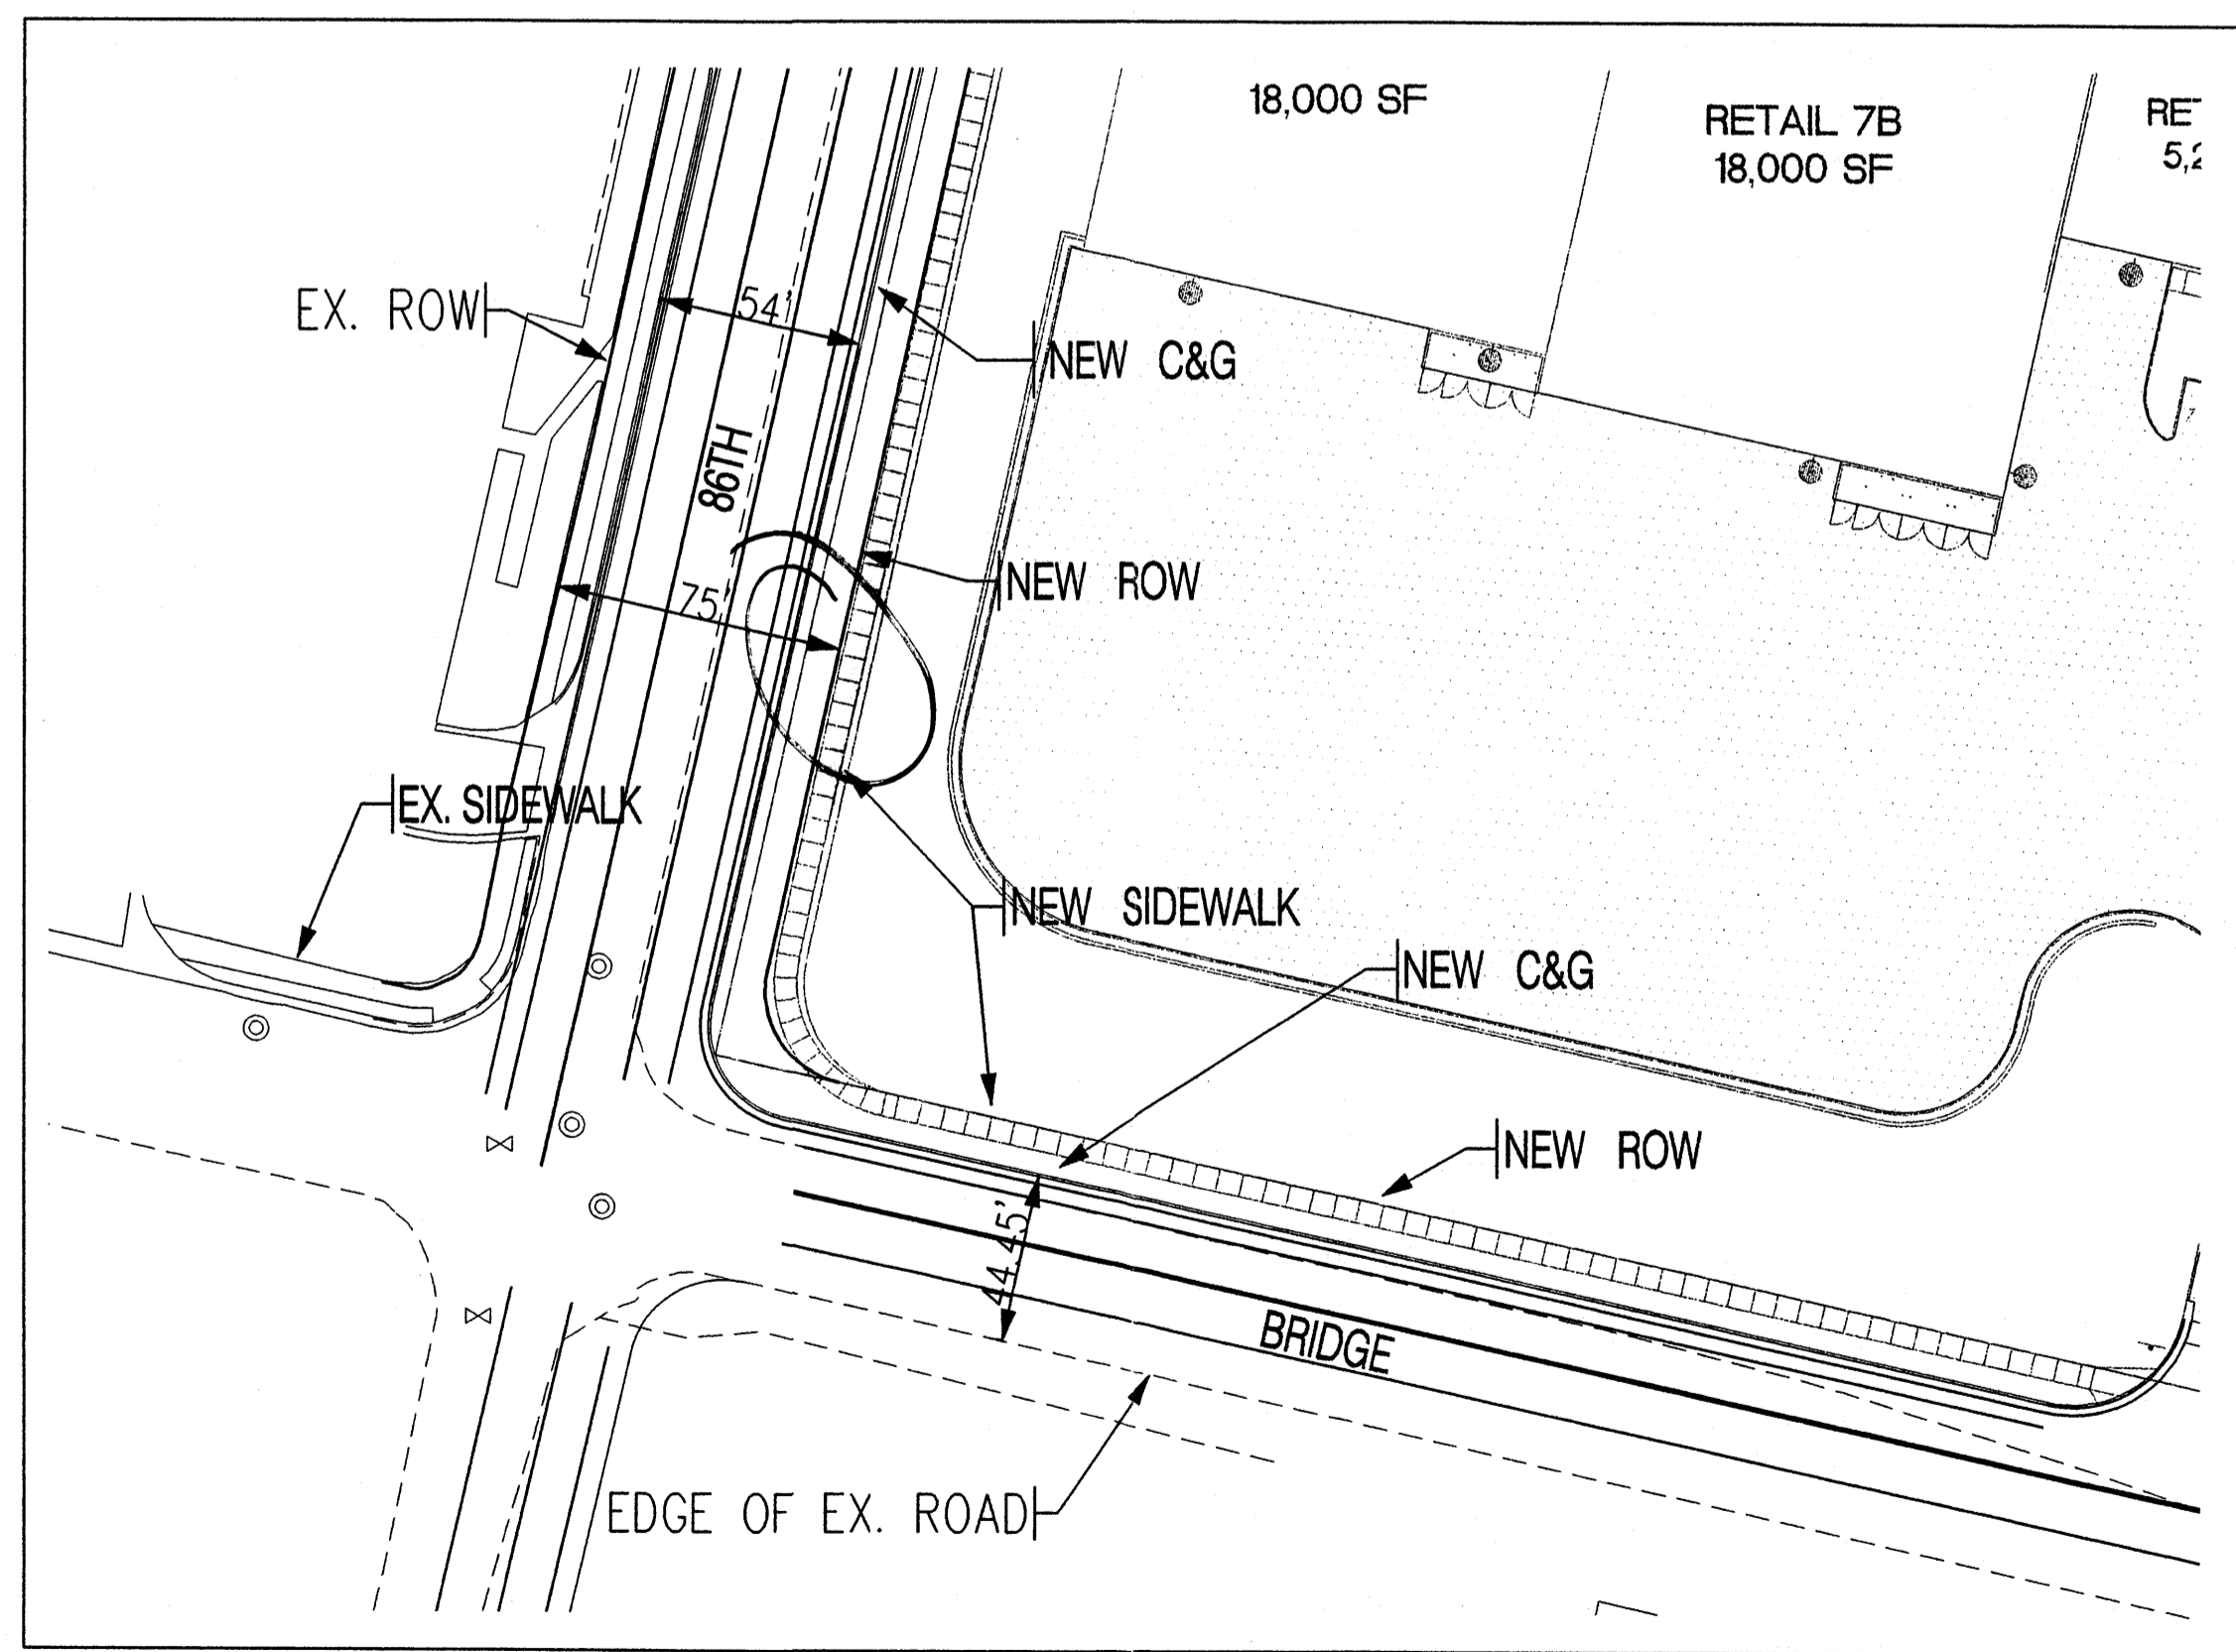 18,000 SF
RETAIL 7B
18,000 SF
EX. ROW
54'
NEW C&G
86TH
NEW ROW
75'
EX. SIDEWALK
NEW SIDEWALK
NEW C&G
NEW ROW
44.45'
BRIDGE
EDGE OF EX. ROAD